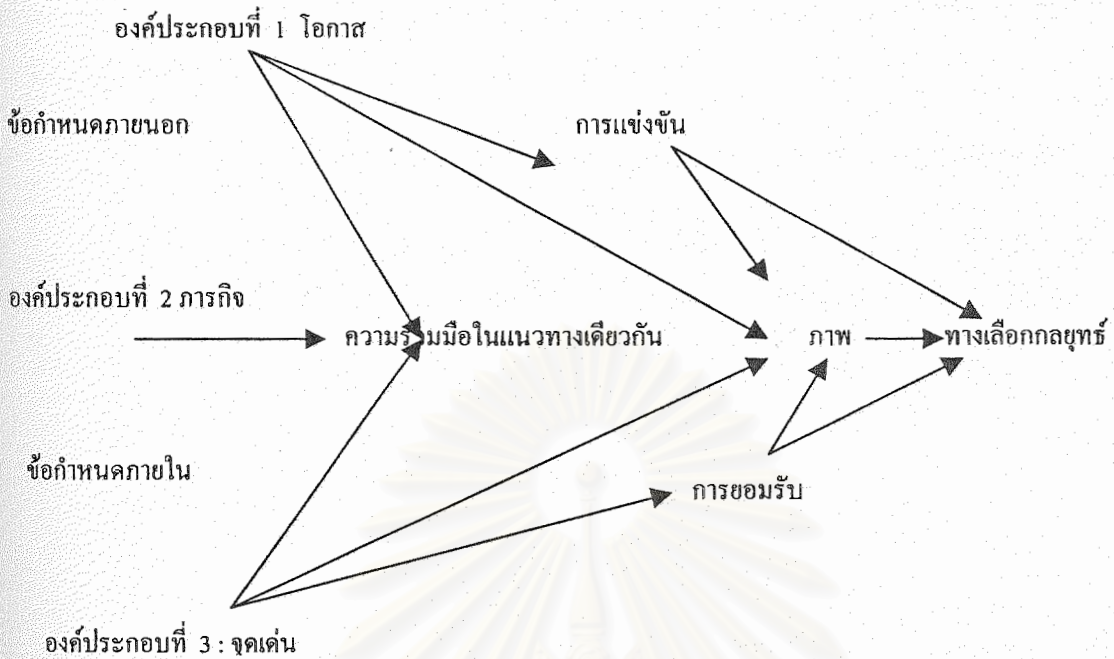 องค์ประกอบที่ 1 โอกาส
ข้อกำหนดภายนอก
การแข่งขัน
องค์ประกอบที่ 2 ภารกิจ
ความร่วมมือในแนวทางเดียวกัน
ภาพ
ทางเลือกกลยุทธ์
ข้อกำหนดภายใน
การยอมรับ
องค์ประกอบที่ 3 : จุดเด่น